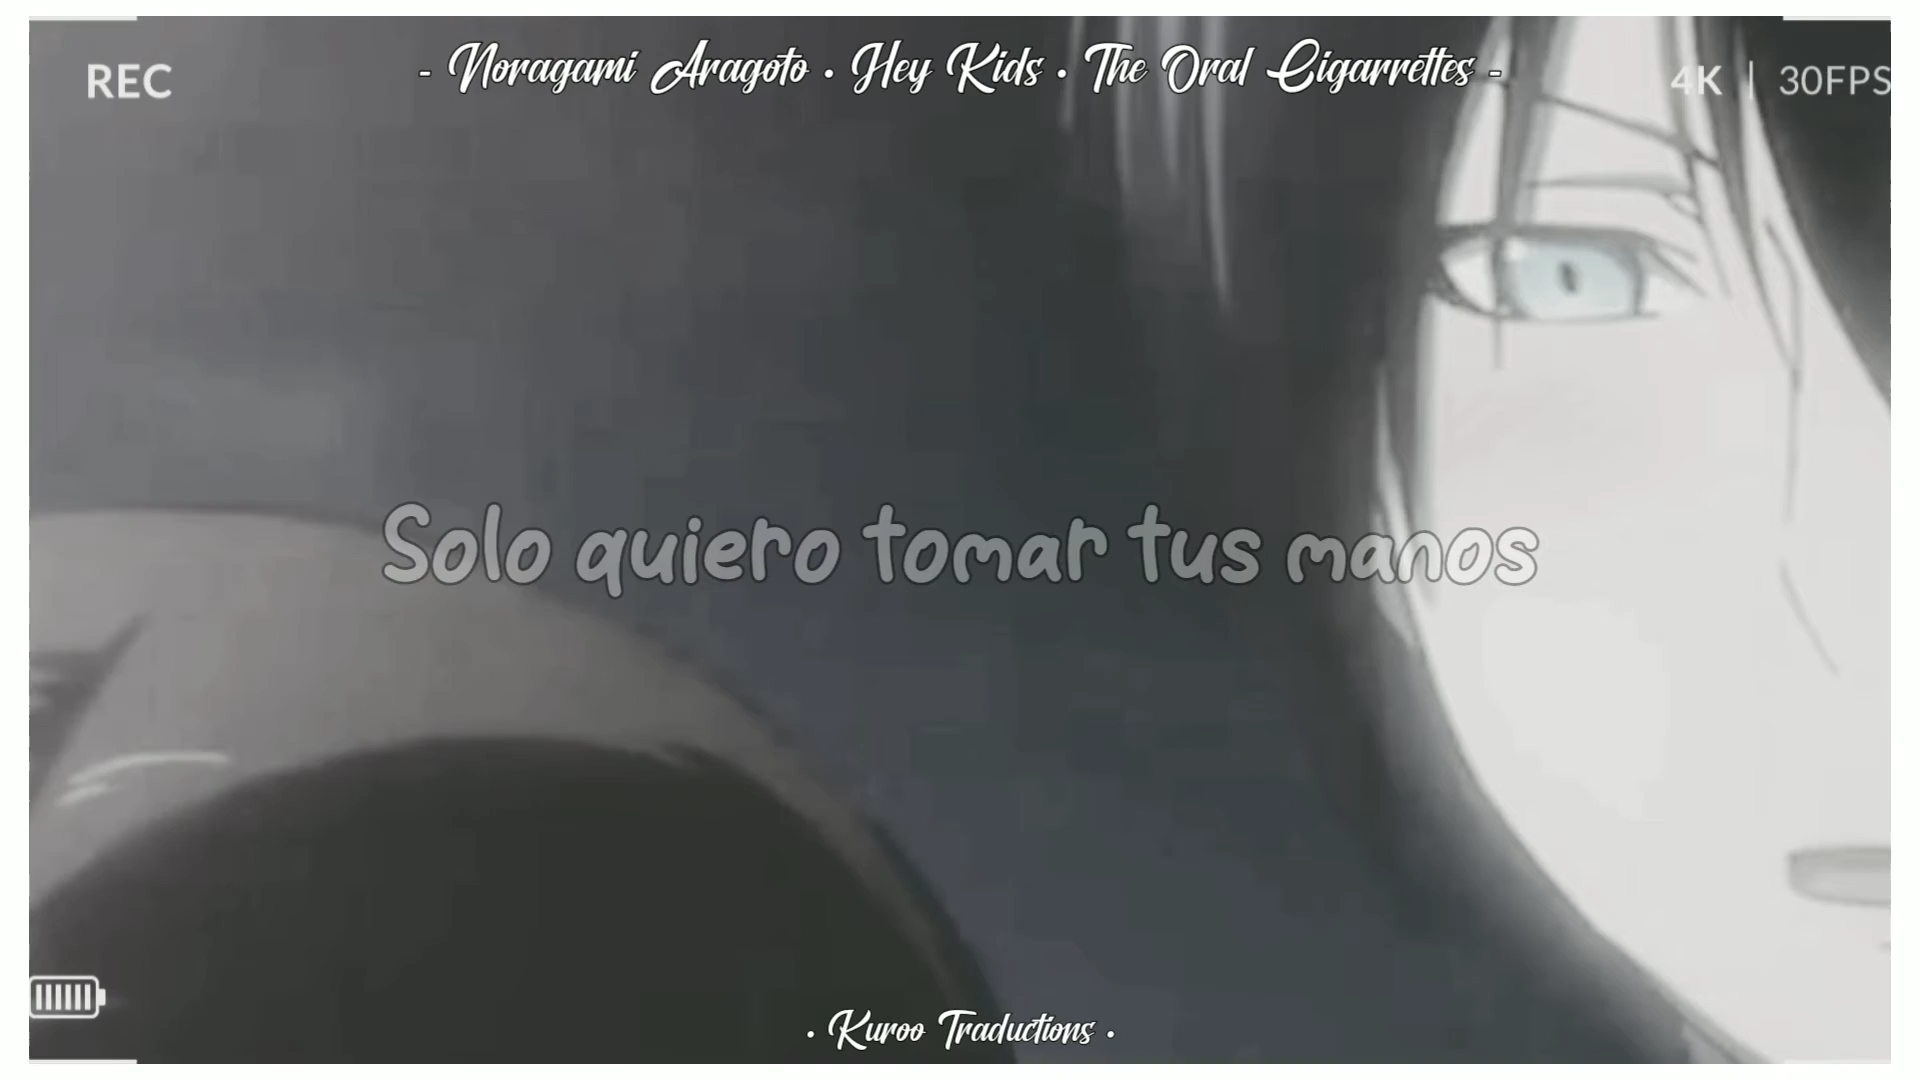 REC
- Noragami Aragoto • Hey Kids • The Oral Cigarrettes -
4K | 30FPS
Solo quiero tomar tus manos
• Kuroo Traductions •